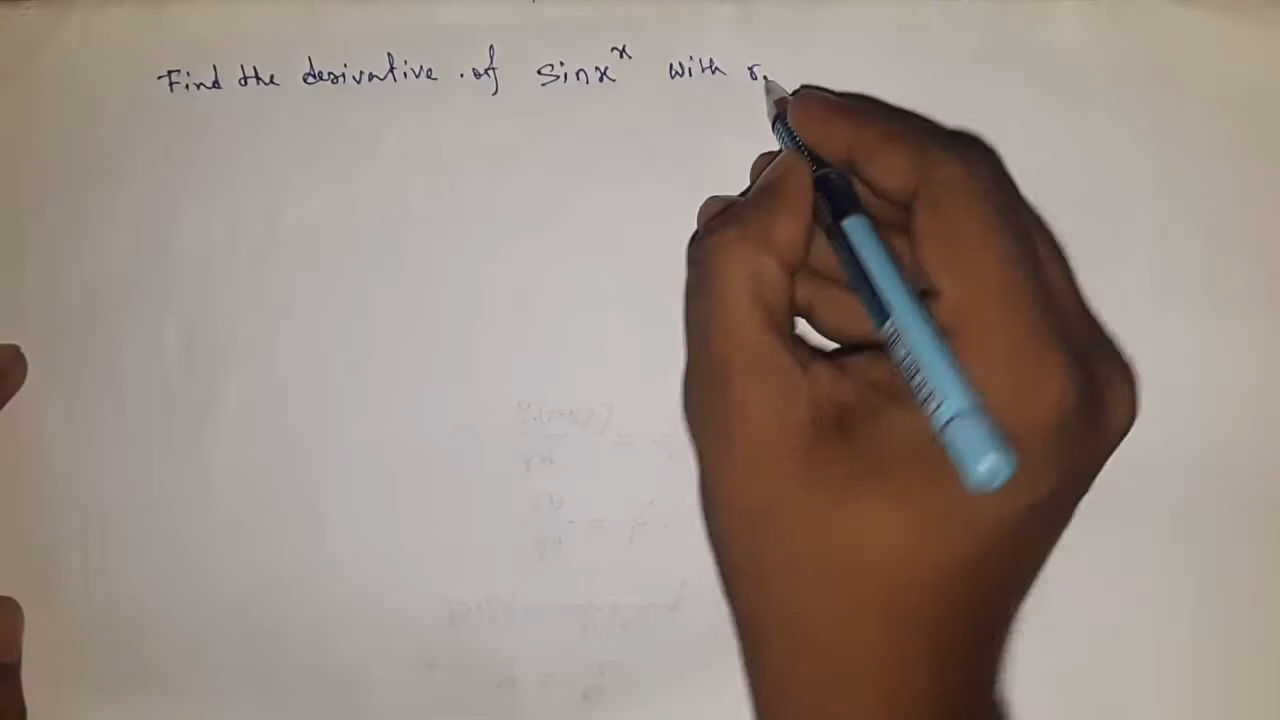 Find the derivative of sinx^x with r.